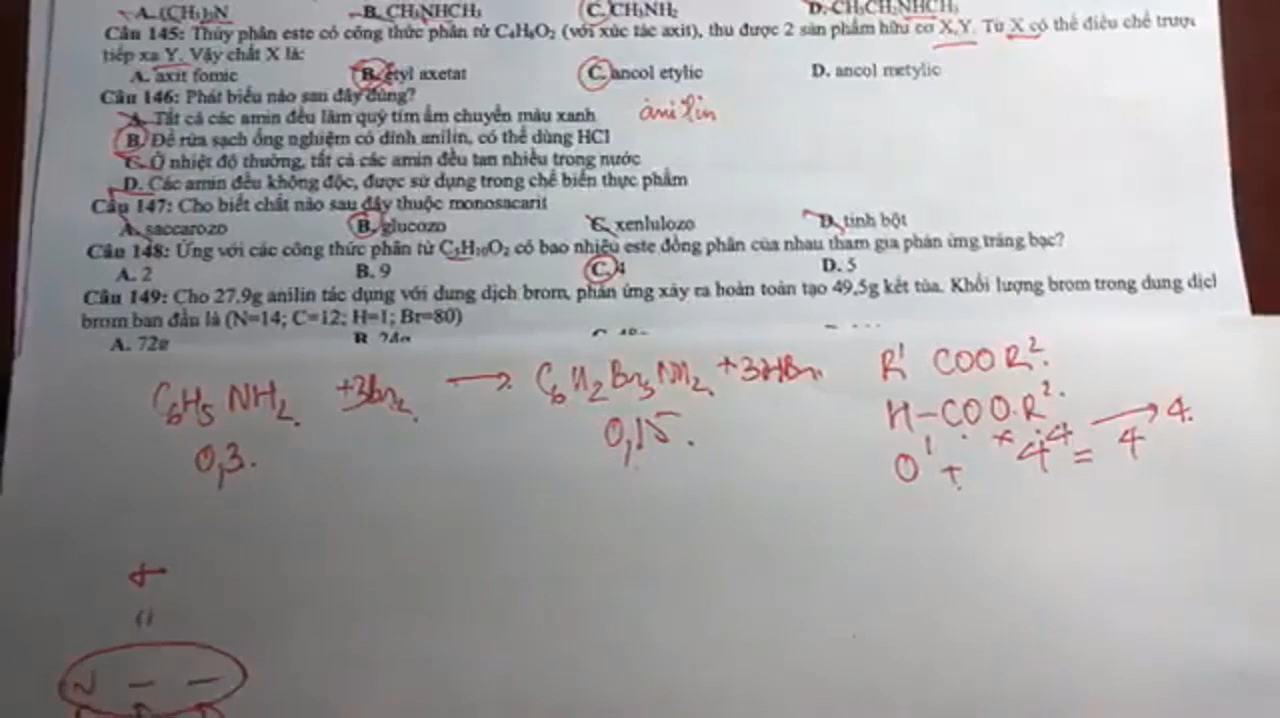 A. (CH3)3N B. CH3NHCH3 C. CH3NH2 D. CH3CH2NHCH3
Câu 145: Thủy phân este có công thức phân tử C4H8O2 (với xúc tác axit), thu được 2 sản phẩm hữu cơ X,Y. Từ X có thể điều chế trực
tiếp xa Y. Vậy chất X là:
A. axit fomic B. etyl axetat C. ancol etylic D. ancol metylic
Câu 146: Phát biểu nào sau đây đúng?
A. Tất cả các amin đều làm quỳ tím ẩm chuyển màu xanh anilin
B. Để rửa sạch ống nghiệm có dính anilin, có thể dùng HCl
C. Ở nhiệt độ thường, tất cả các amin đều tan nhiều trong nước
D. Các amin đều không độc, được sử dụng trong chế biến thực phẩm
Câu 147: Cho biết chất nào sau đây thuộc monosacarit
A. saccarozo B. glucozo C. xenlulozo D. tinh bột
Câu 148: Ứng với các công thức phân tử C5H10O2 có bao nhiêu este đồng phân của nhau tham gia phản ứng tráng bạc?
A. 2 B. 9 C. 4 D. 5
Câu 149: Cho 27,9g anilin tác dụng với dung dịch brom, phản ứng xảy ra hoàn toàn tạo 49,5g kết tủa. Khối lượng brom trong dung dịcl
brom ban đầu là (N=14; C=12; H=1; Br=80)
A. 72g B. 24g
C6H5NH2 +3br2 → C6H2Br3NH2 +3HBr R1 COOR2.
0,3. 0,15. H-COO.R2.
0 + 4 = 4 → 4.
N — —